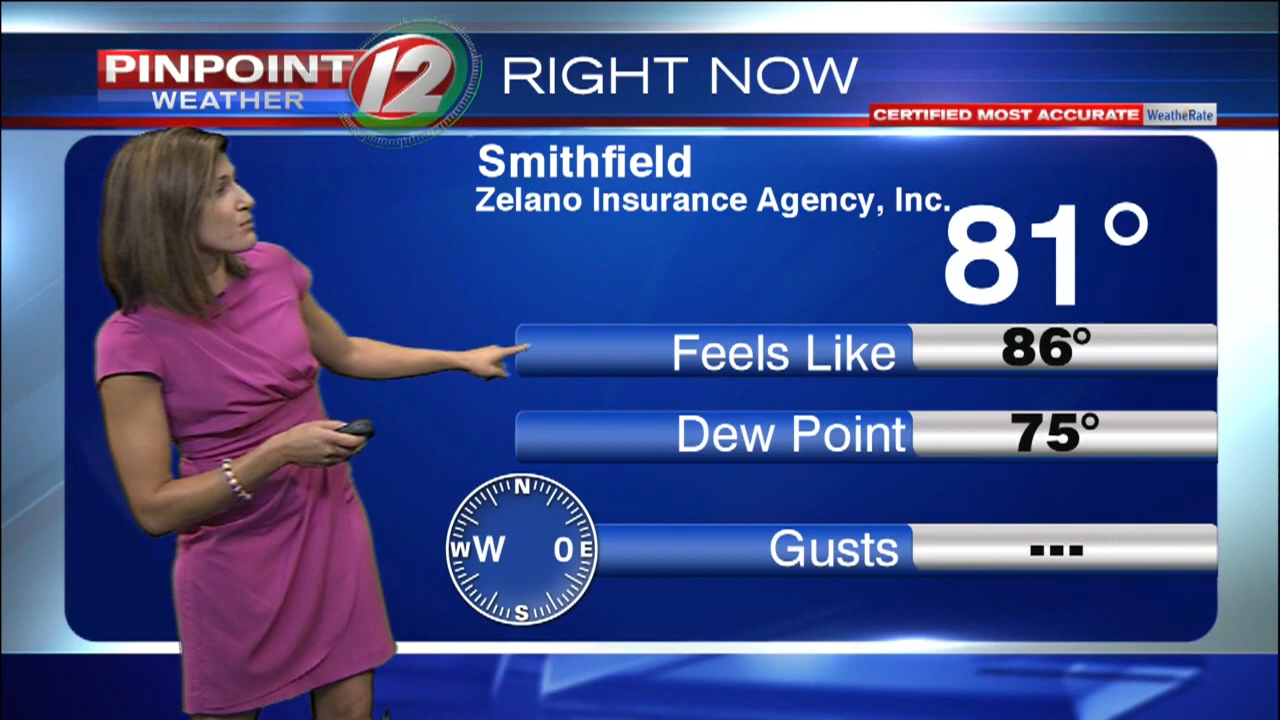 PINPOINT 12
WEATHER
RIGHT NOW
CERTIFIED MOST ACCURATE WeatheRate
Smithfield
Zelano Insurance Agency, Inc.
81°
Feels Like 86°
Dew Point 75°
N
W W 0 E
S
Gusts ---